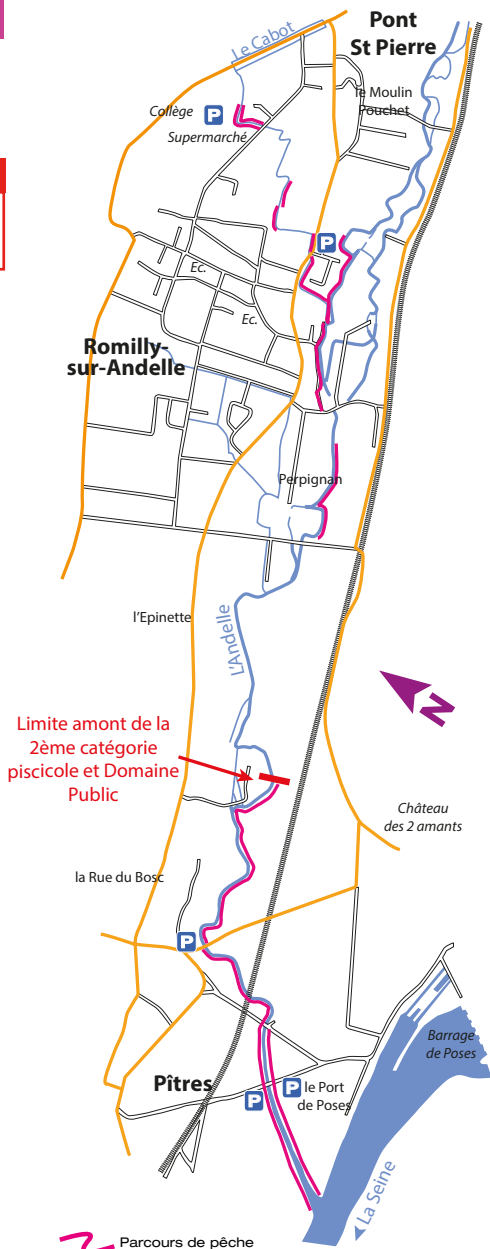 Pont
St Pierre
Le Cabot
le Moulin
Pouchet
Collège
P
Supermarché
P
Ec.
Ec.
Romilly-
sur-Andelle
Perpignan
l'Epinette
L'Andelle
N
Limite amont de la
2ème catégorie
piscicole et Domaine
Public
Château
des 2 amants
la Rue du Bosc
P
Barrage
de Poses
Pîtres
P
P
le Port
de Poses
La Seine
Parcours de pêche